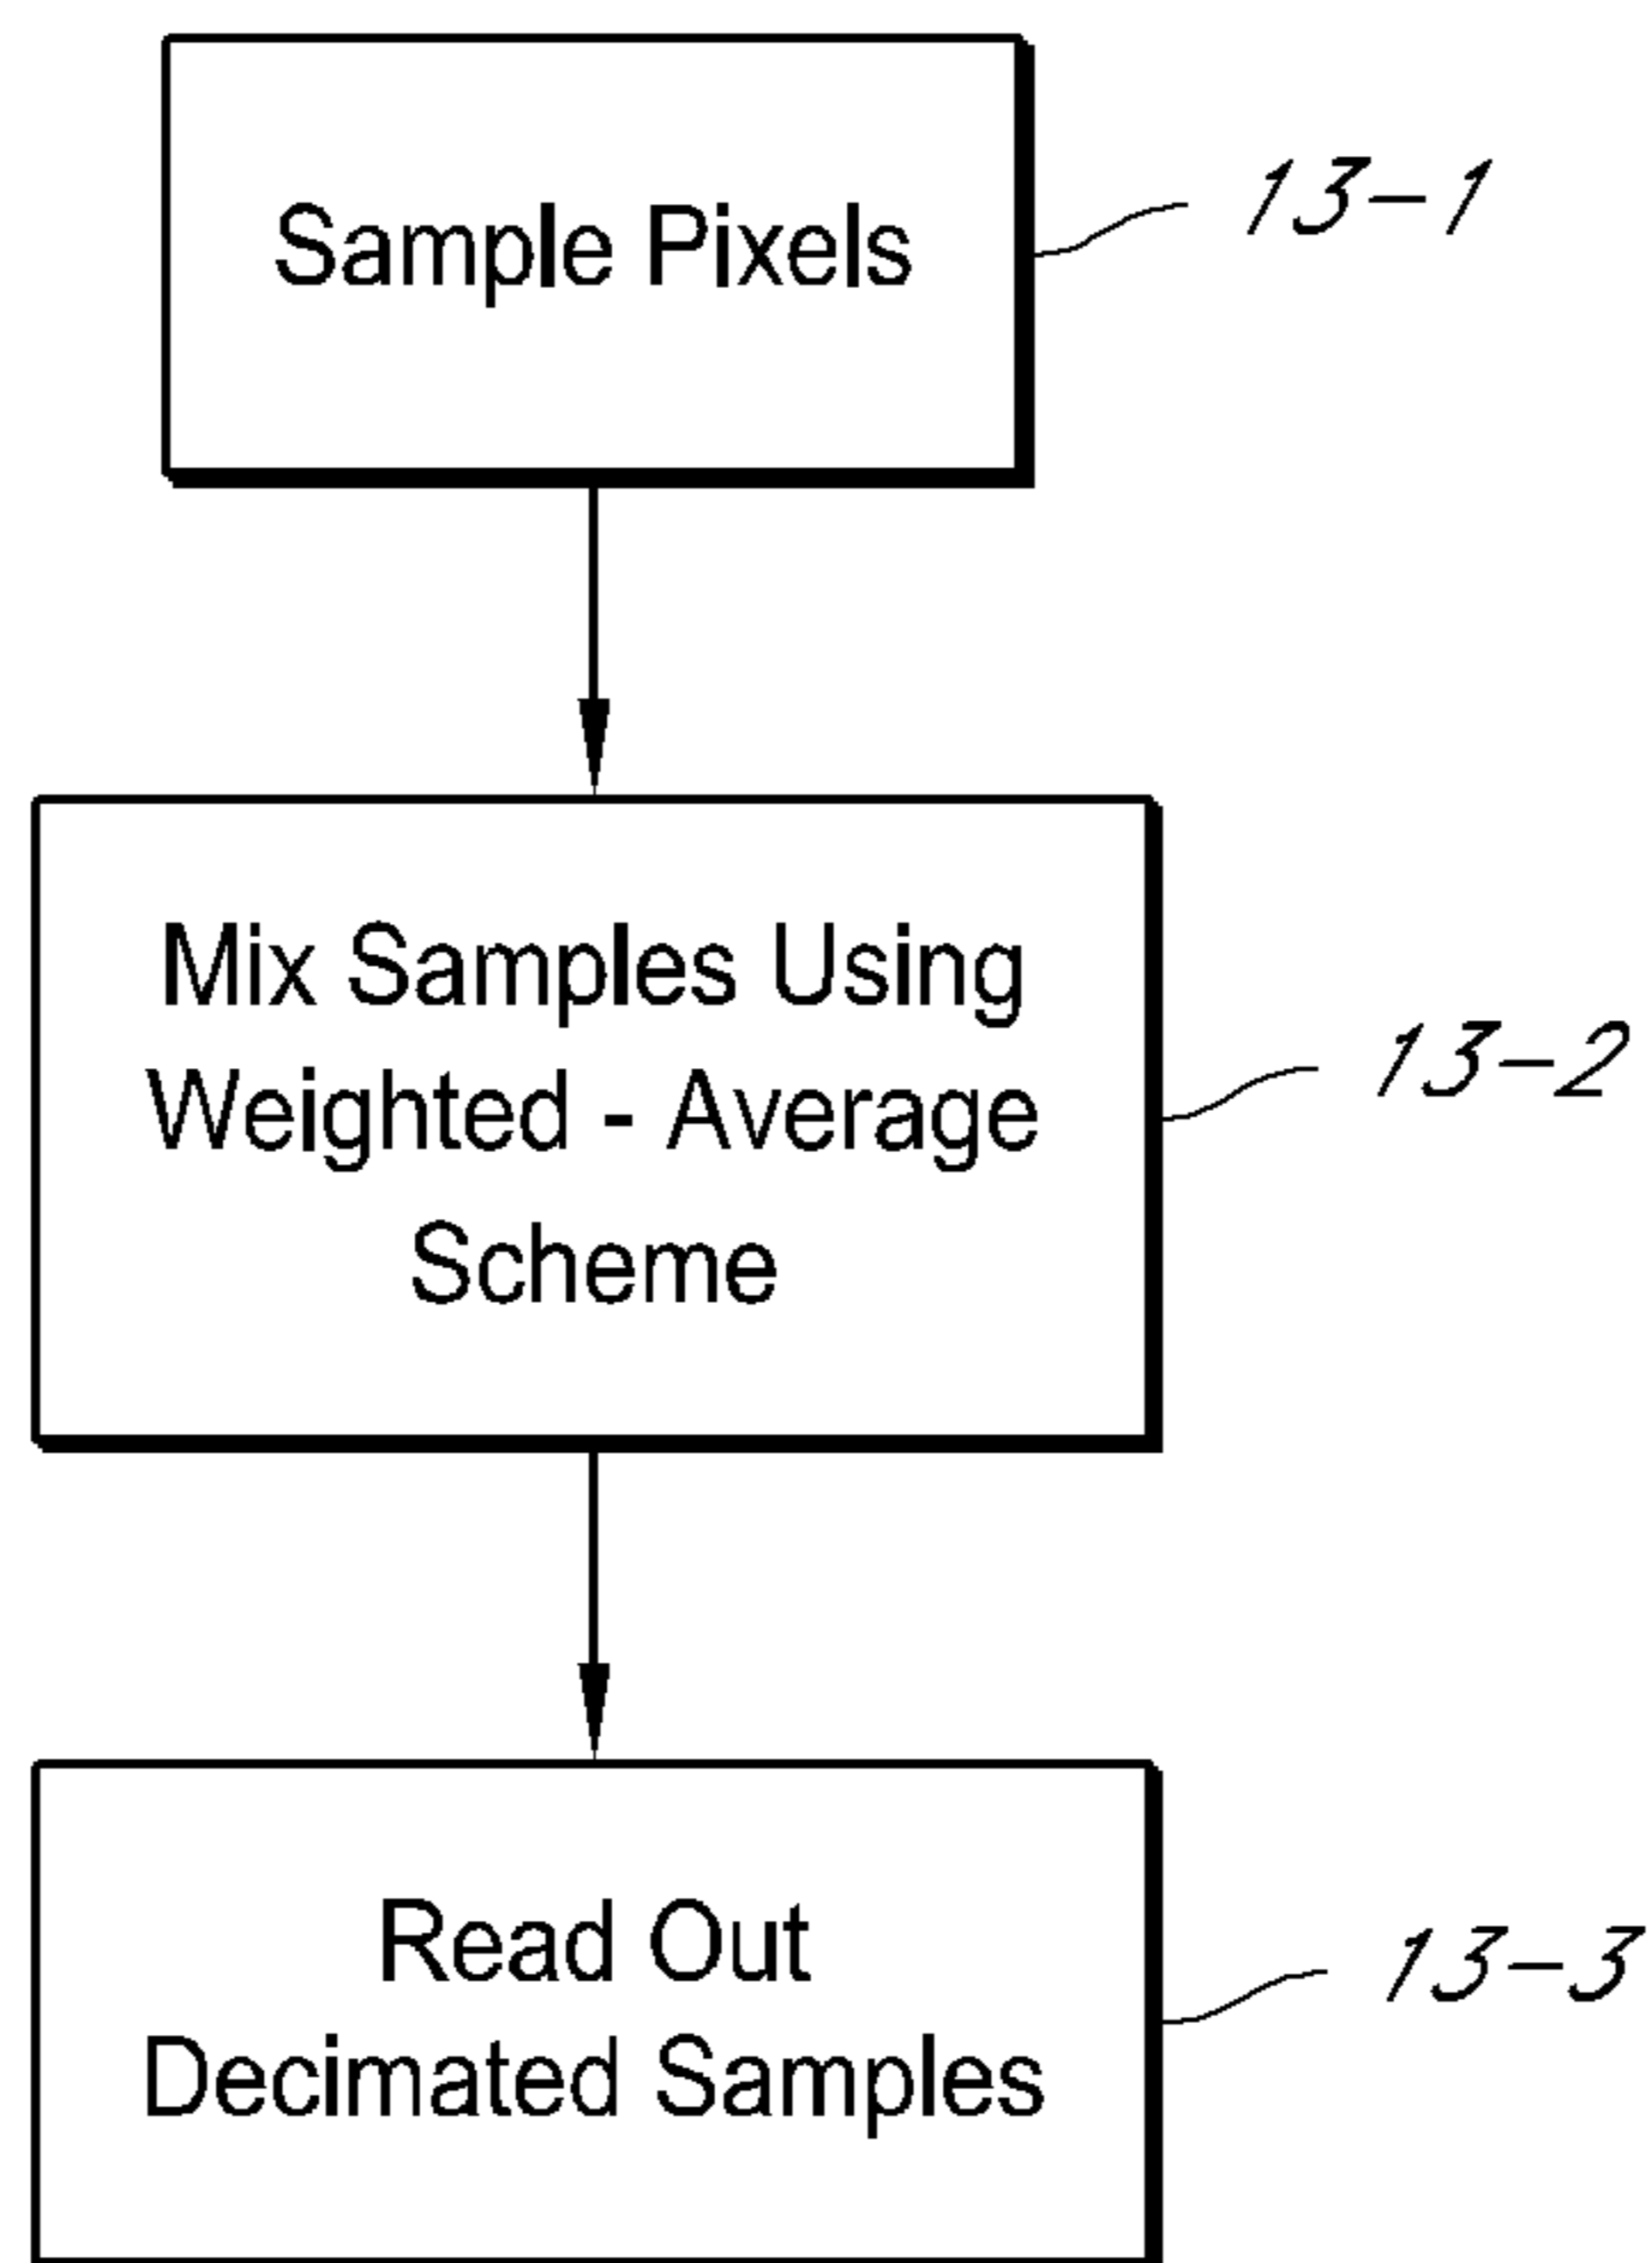 Sample Pixels
13-1
Mix Samples Using
Weighted - Average
Scheme
13-2
Read Out
Decimated Samples
13-3